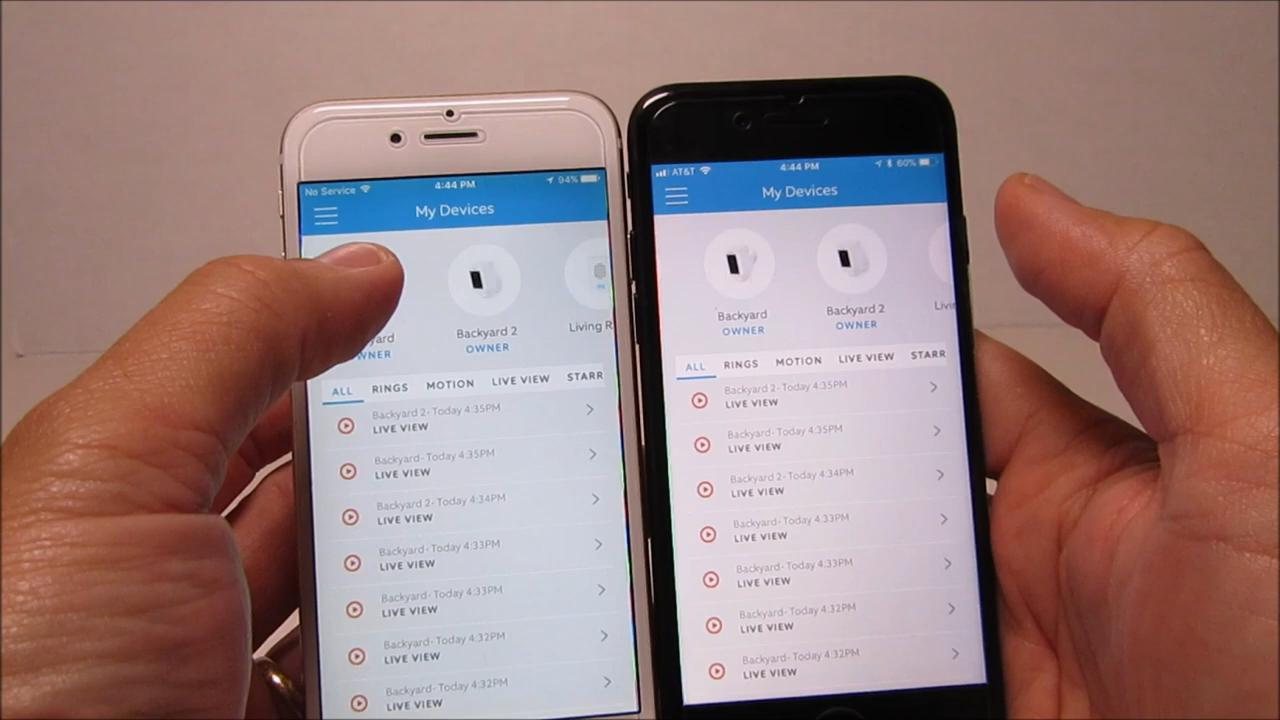 No Service 4:44 PM 94%
My Devices
yard
WNER
Backyard 2
OWNER
Living R
ALL RINGS MOTION LIVE VIEW STARR
Backyard 2- Today 4:35PM
LIVE VIEW
Backyard- Today 4:35PM
LIVE VIEW
Backyard 2- Today 4:34PM
LIVE VIEW
Backyard- Today 4:33PM
LIVE VIEW
Backyard- Today 4:33PM
LIVE VIEW
Backyard- Today 4:32PM
LIVE VIEW
Backyard- Today 4:32PM
LIVE VIEW
AT&T 4:44 PM 60%
My Devices
Backyard
OWNER
Backyard 2
OWNER
Livi
ALL RINGS MOTION LIVE VIEW STARR
Backyard 2- Today 4:35PM
LIVE VIEW
Backyard- Today 4:35PM
LIVE VIEW
Backyard 2- Today 4:34PM
LIVE VIEW
Backyard- Today 4:33PM
LIVE VIEW
Backyard- Today 4:33PM
LIVE VIEW
Backyard- Today 4:32PM
LIVE VIEW
Backyard- Today 4:32PM
LIVE VIEW